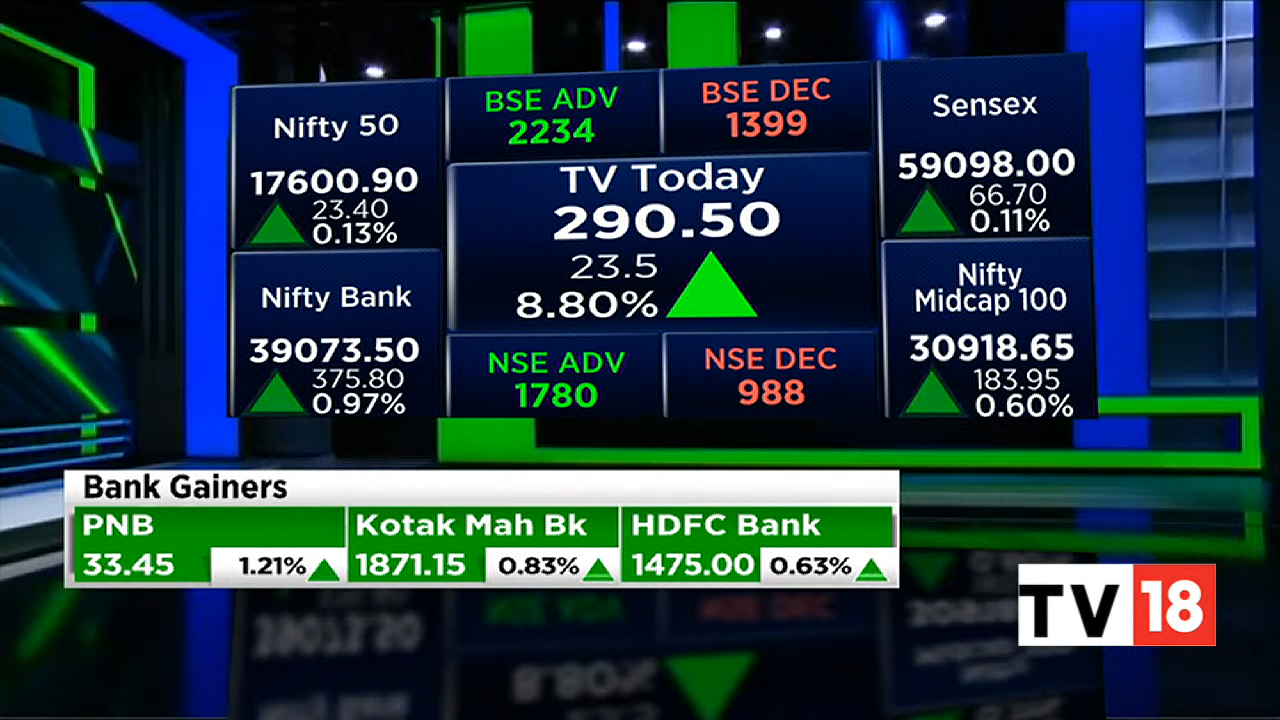 Nifty 50
17600.90
23.40
0.13%
BSE ADV
2234
BSE DEC
1399
Sensex
59098.00
66.70
0.11%
TV Today
290.50
23.5
8.80%
Nifty Bank
39073.50
375.80
0.97%
NSE ADV
1780
NSE DEC
988
Nifty
Midcap 100
30918.65
183.95
0.60%
Bank Gainers
PNB
33.45 1.21%
Kotak Mah Bk
1871.15 0.83%
HDFC Bank
1475.00 0.63%
TV18